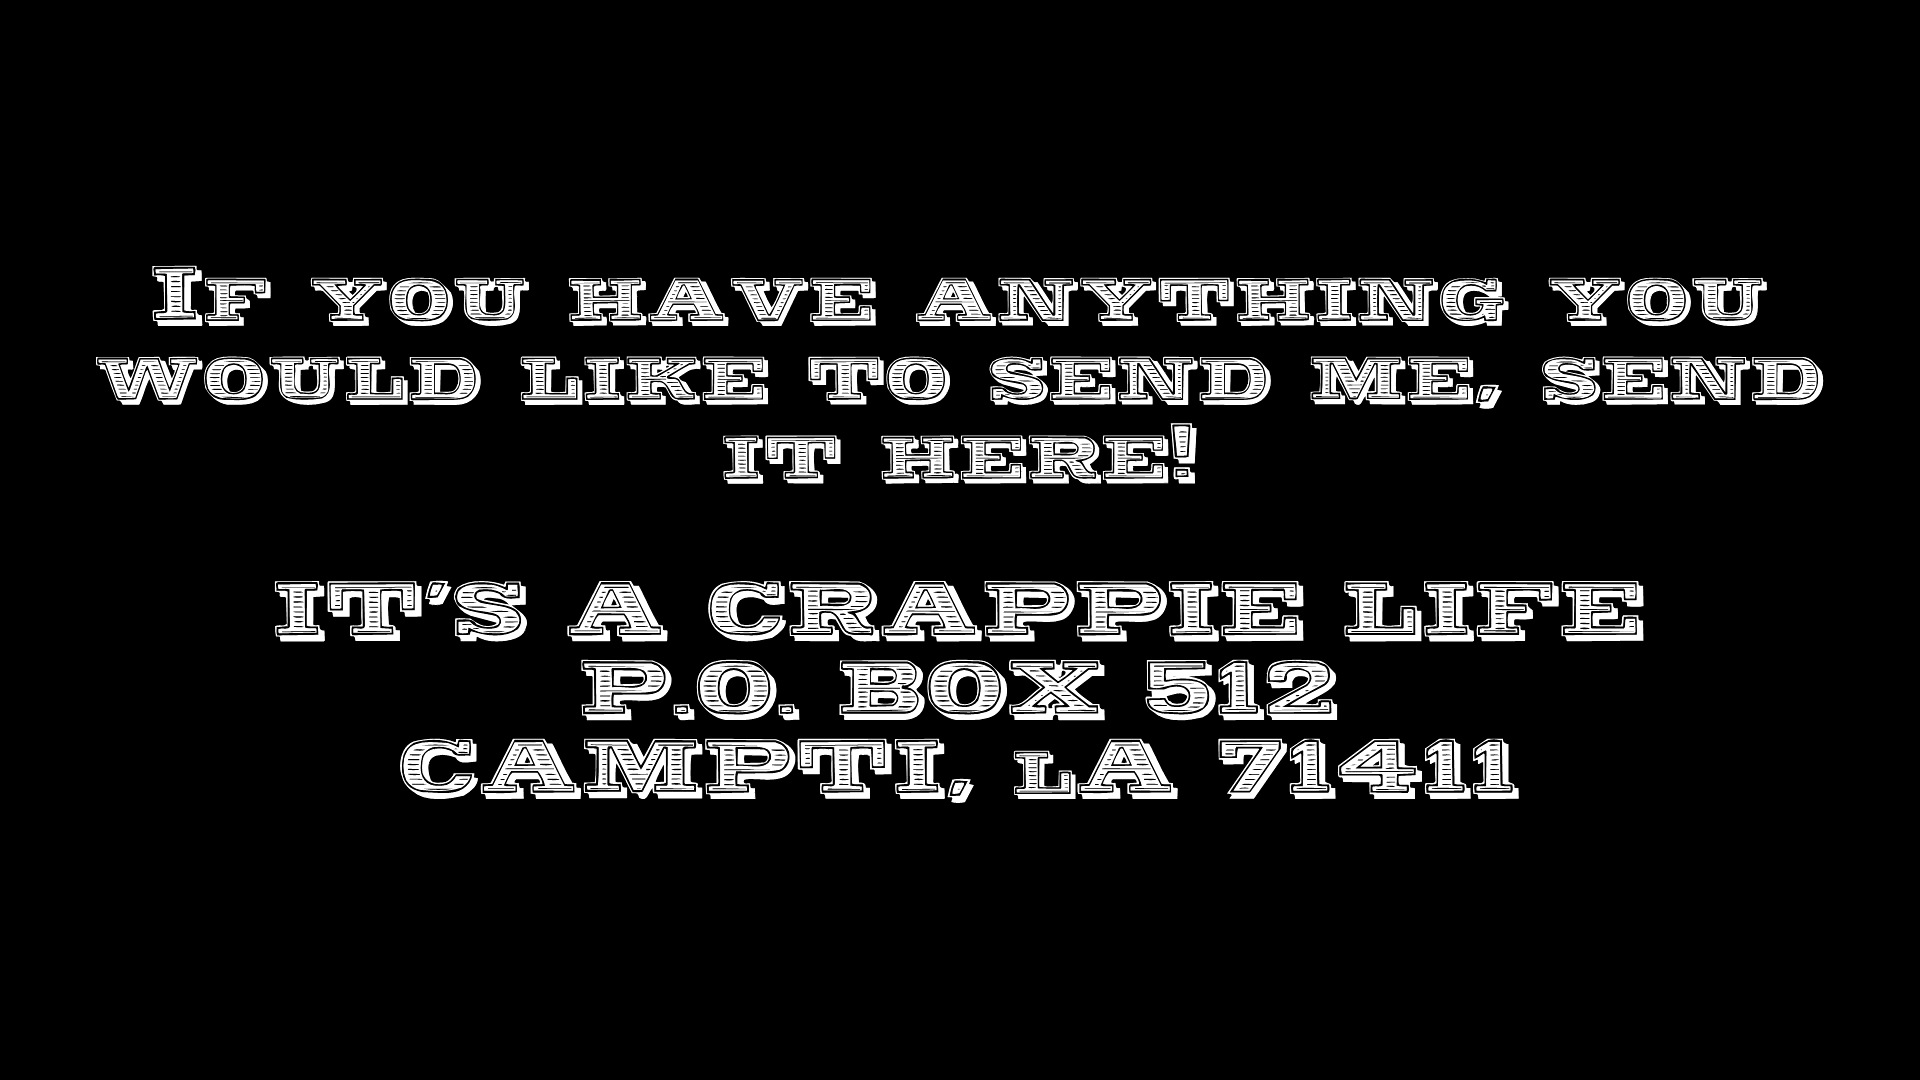 If you have anything you
would like to send me, send
it here!
IT'S A CRAPPIE LIFE
P.O. BOX 512
CAMPTI, lA 71411